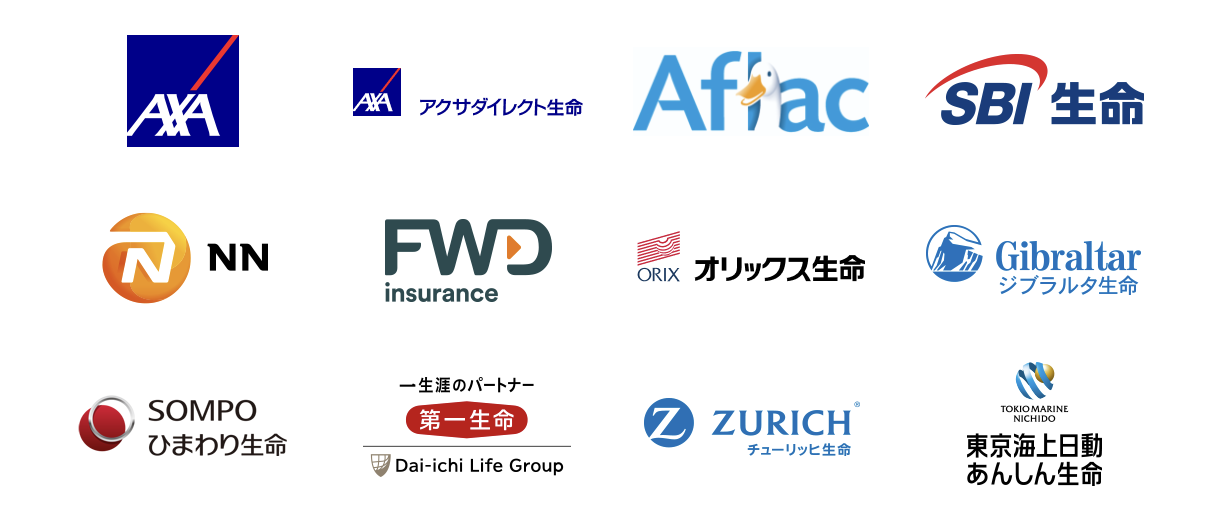 AXA
AXA
アクサダイレクト生命
Aflac
SBI生命
N
NN
FWD
insurance
ORIX
オリックス生命
Gibraltar
ジブラルタ生命
SOMPO
ひまわり生命
一生涯のパートナー
第一生命
Dai-ichi Life Group
Z
ZURICH®
チューリッヒ生命
TOKIO MARINE
NICHIDO
東京海上日動
あんしん生命